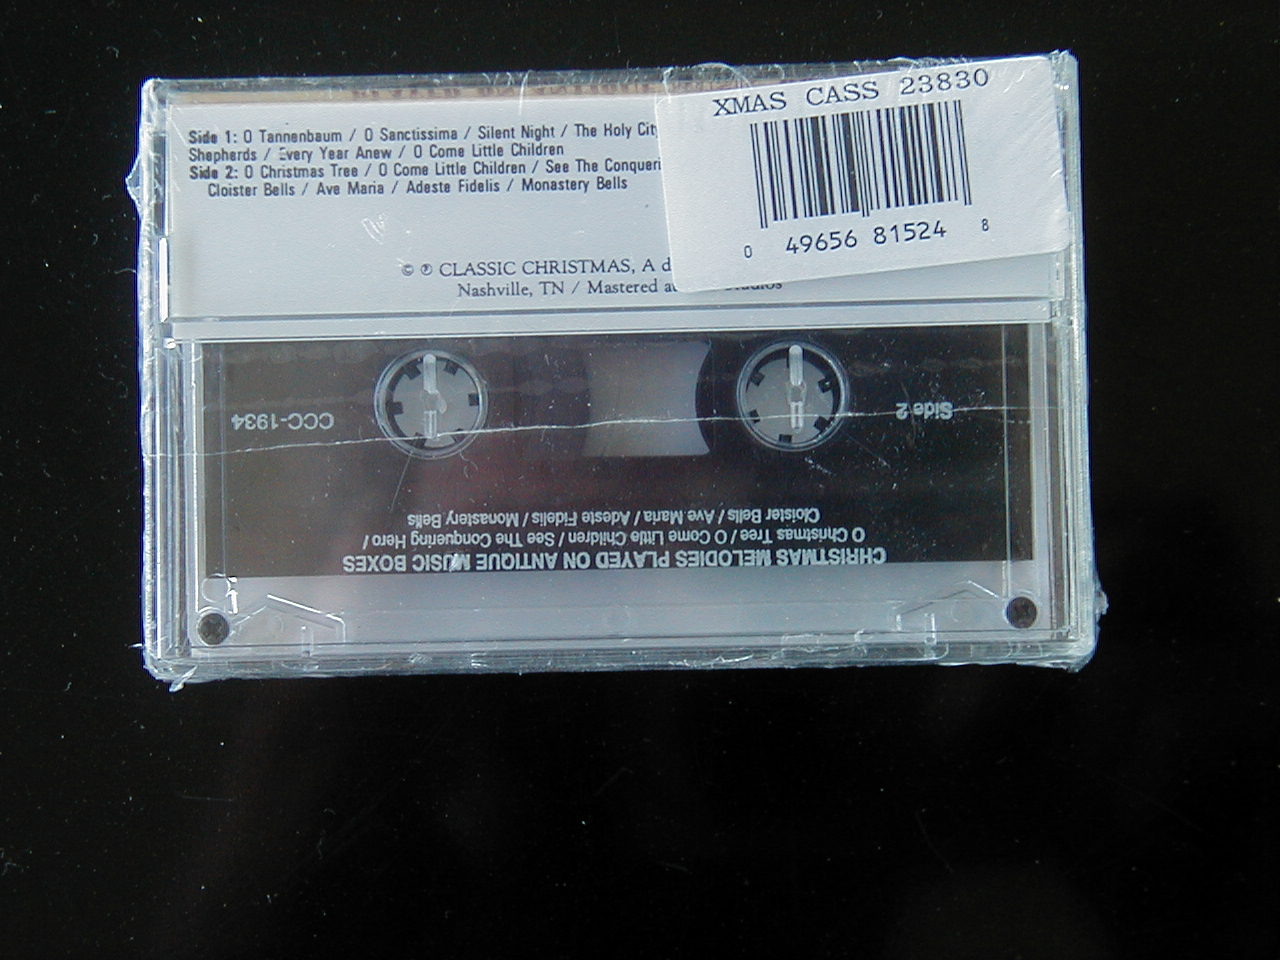 XMAS CASS 23830
0 49656 81524 8
Side 1: O Tannenbaum / O Sanctissima / Silent Night / The Holy City
Shepherds / Every Year Anew / O Come Little Children
Side 2: O Christmas Tree / O Come Little Children / See The Conqueri
Cloister Bells / Ave Maria / Adeste Fidelis / Monastery Bells
© ℗ CLASSIC CHRISTMAS, A d
Nashville, TN / Mastered a
CCC-1934
Side 2
CHRISTMAS MELODIES PLAYED ON ANTIQUE MUSIC BOXES
O Christmas Tree / O Come Little Children / See The Conquering Hero /
Cloister Bells / Ave Maria / Adeste Fidelis / Monastery Bells